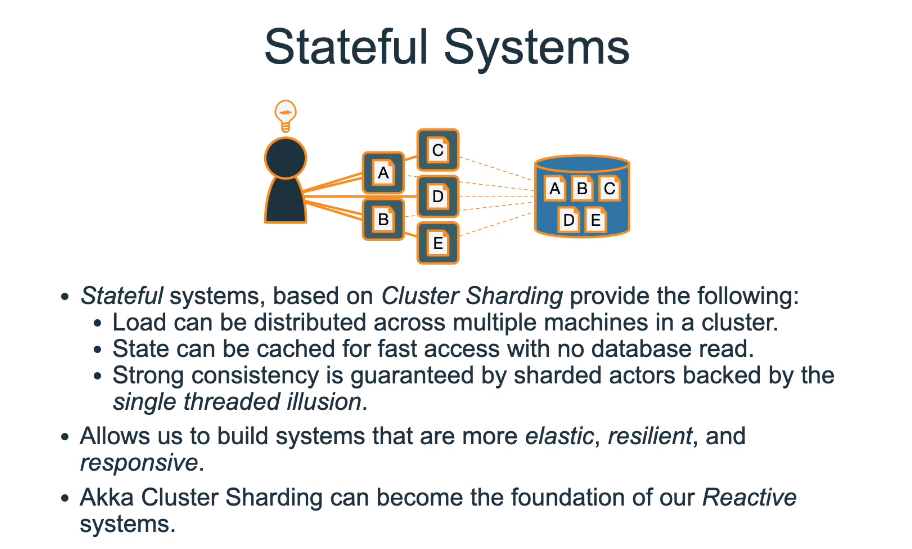 Stateful Systems
C
A
D
B
E
A B C
D E
• Stateful systems, based on Cluster Sharding provide the following:
• Load can be distributed across multiple machines in a cluster.
• State can be cached for fast access with no database read.
• Strong consistency is guaranteed by sharded actors backed by the
single threaded illusion.
• Allows us to build systems that are more elastic, resilient, and
responsive.
• Akka Cluster Sharding can become the foundation of our Reactive
systems.